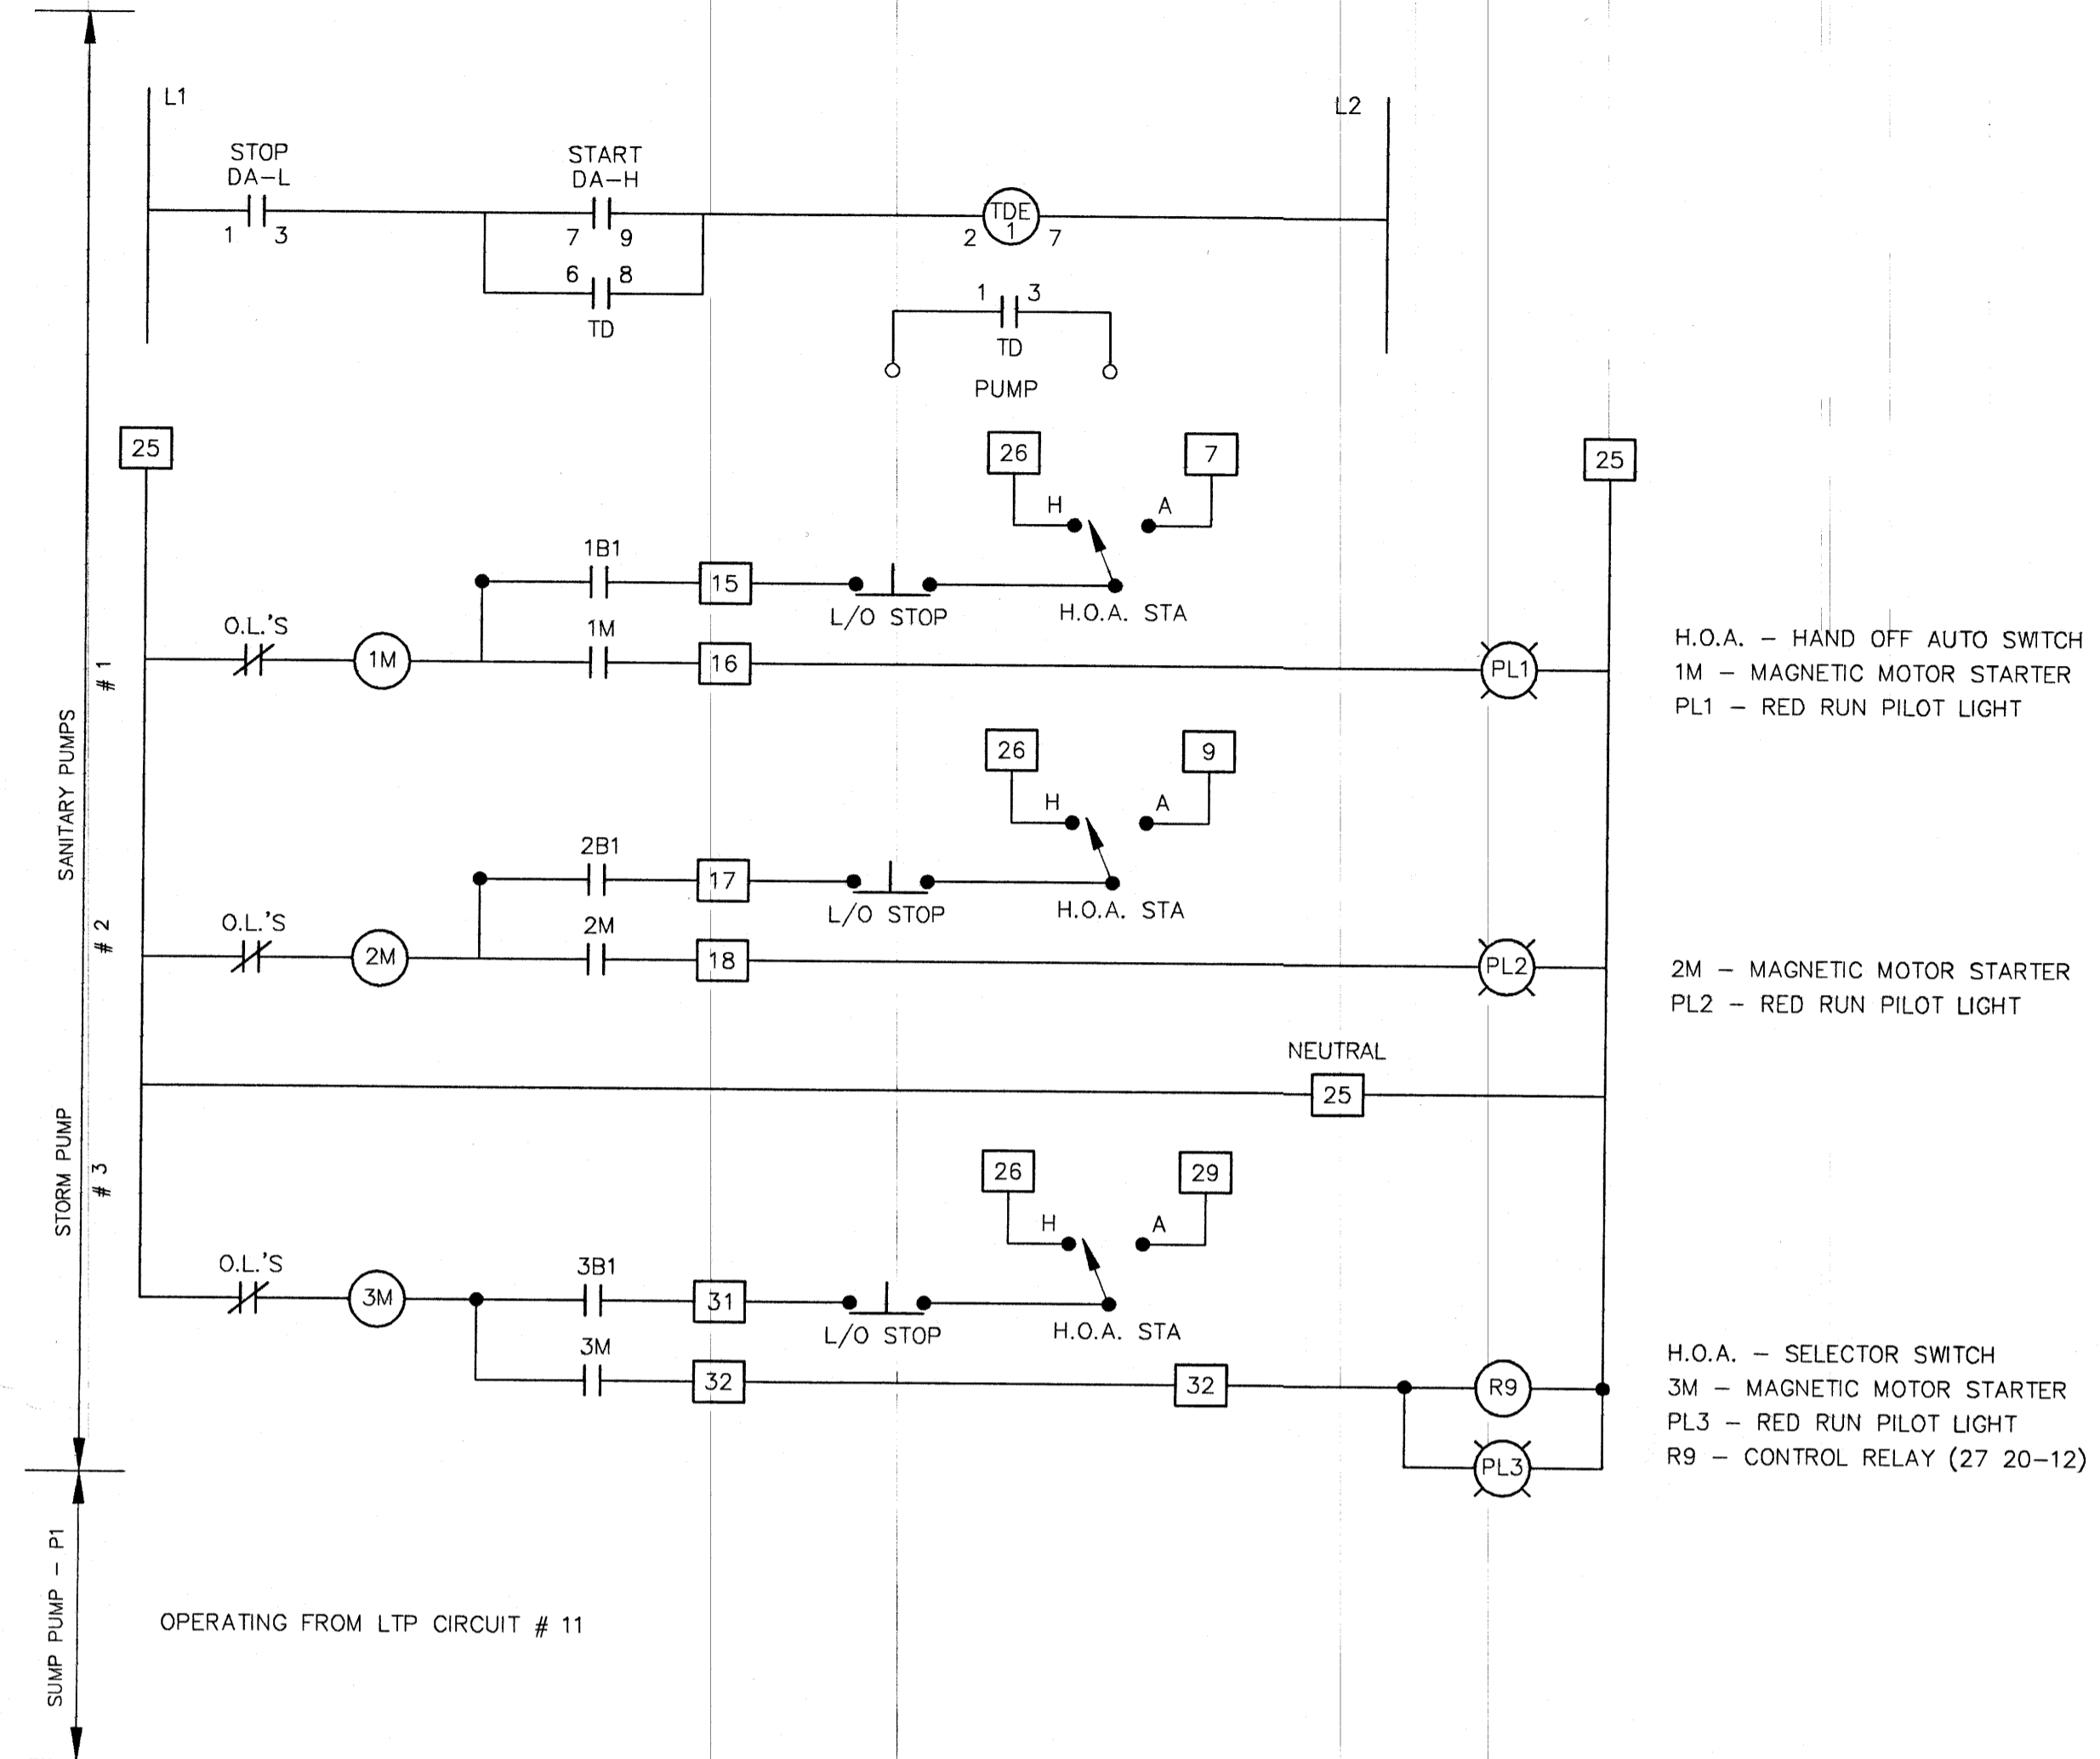 L1
L2
STOP
DA-L
1 3
START
DA-H
7 9
6 8
TD
TDE
1
2 7
1 3
TD
PUMP
25
25
26
7
H
A
1B1
15
L/O STOP
H.O.A. STA
O.L.'S
1M
1M
16
PL1
H.O.A. - HAND OFF AUTO SWITCH
1M - MAGNETIC MOTOR STARTER
PL1 - RED RUN PILOT LIGHT
# 1
SANITARY PUMPS
26
9
H
A
2B1
17
L/O STOP
H.O.A. STA
O.L.'S
2M
2M
18
PL2
2M - MAGNETIC MOTOR STARTER
PL2 - RED RUN PILOT LIGHT
# 2
NEUTRAL
25
STORM PUMP
# 3
26
29
H
A
O.L.'S
3M
3B1
31
L/O STOP
H.O.A. STA
3M
32
32
R9
PL3
H.O.A. - SELECTOR SWITCH
3M - MAGNETIC MOTOR STARTER
PL3 - RED RUN PILOT LIGHT
R9 - CONTROL RELAY (27 20-12)
SUMP PUMP - P1
OPERATING FROM LTP CIRCUIT # 11